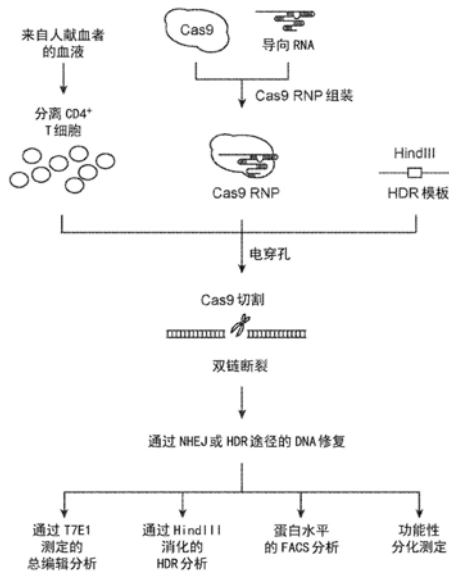 来自人献血者
的血液
Cas9
导向 RNA
Cas9 RNP 组装
分离 CD4⁺
T 细胞
Cas9 RNP
HindIII
HDR 模板
电穿孔
Cas9 切割
双链断裂
通过 NHEJ 或 HDR 途径的 DNA 修复
通过 T7E1
测定的
总编辑分析
通过 HindIII
消化的
HDR 分析
蛋白水平
的 FACS 分析
功能性
分化测定